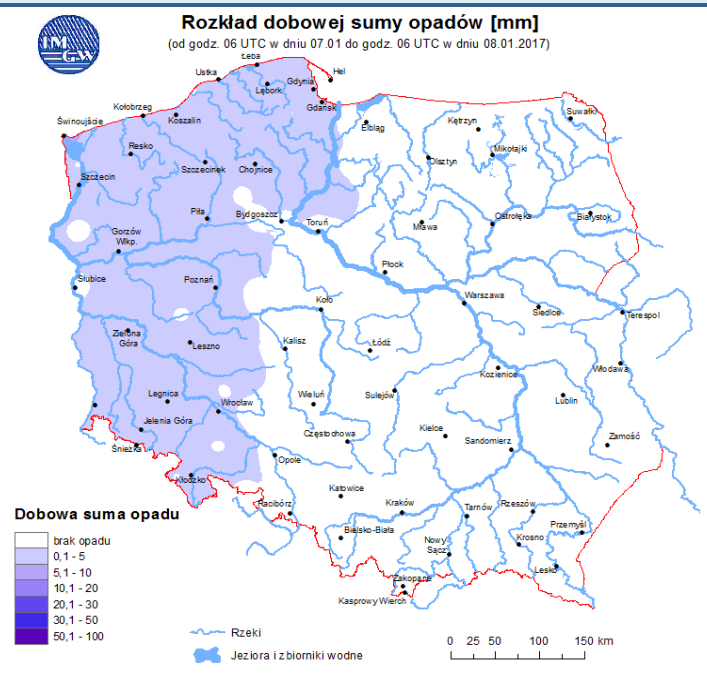 Rozkład dobowej sumy opadów [mm]
(od godz. 06 UTC w dniu 07.01 do godz. 06 UTC w dniu 08.01.2017)
IM
GW
Łeba
Ustka
Hel
Gdynia
Lębork
Gdańsk
Kołobrzeg
Koszalin
Świnoujście
Elbląg
Kętrzyn
Suwałki
Resko
Mikołajki
Olsztyn
Szczecinek
Chojnice
Szczecin
Piła
Bydgoszcz
Toruń
Mława
Ostrołęka
Białystok
Gorzów
Wlkp.
Płock
Słubice
Poznań
Koło
Warszawa
Siedlce
Terespol
Zielona
Góra
Leszno
Kalisz
Łódź
Kozienice
Włodawa
Legnica
Wrocław
Wieluń
Sulejów
Lublin
Jelenia Góra
Częstochowa
Kielce
Sandomierz
Zamość
Śnieżka
Opole
Kłodzko
Katowice
Racibórz
Kraków
Tarnów
Rzeszów
Bielsko-Biała
Nowy
Sącz
Krosno
Przemyśl
Lesko
Zakopane
Kasprowy Wierch
Dobowa suma opadu
brak opadu
0,1 - 5
5,1 - 10
10,1 - 20
20,1 - 30
30,1 - 50
50,1 - 100
Rzeki
Jeziora i zbiorniki wodne
0 25 50 100 150 km